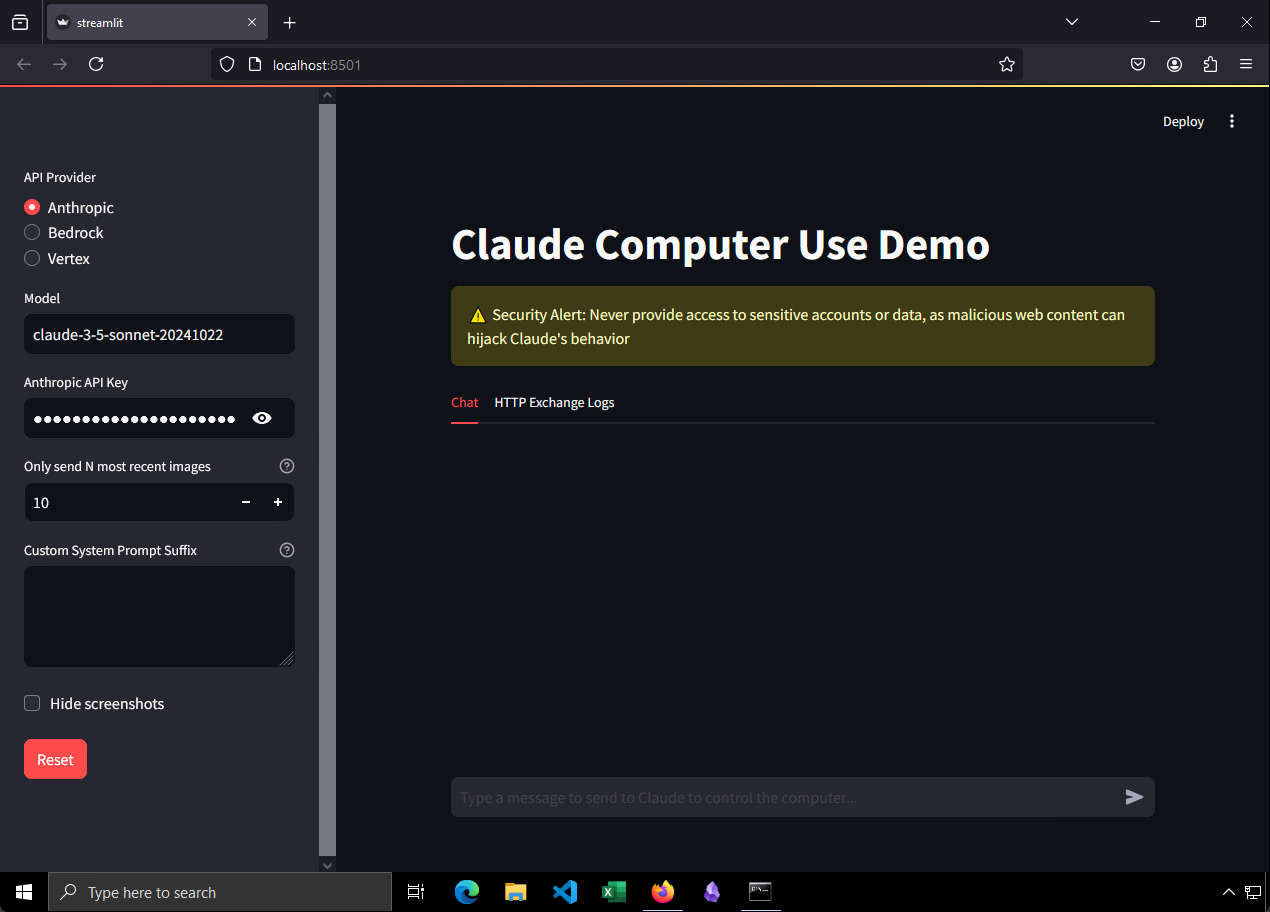 streamlit
localhost:8501
Deploy
API Provider
Anthropic
Bedrock
Vertex
Model
claude-3-5-sonnet-20241022
Anthropic API Key
Only send N most recent images
10
Custom System Prompt Suffix
Hide screenshots
Reset
Claude Computer Use Demo
⚠️ Security Alert: Never provide access to sensitive accounts or data, as malicious web content can
hijack Claude's behavior
Chat HTTP Exchange Logs
Type a message to send to Claude to control the computer...
Type here to search